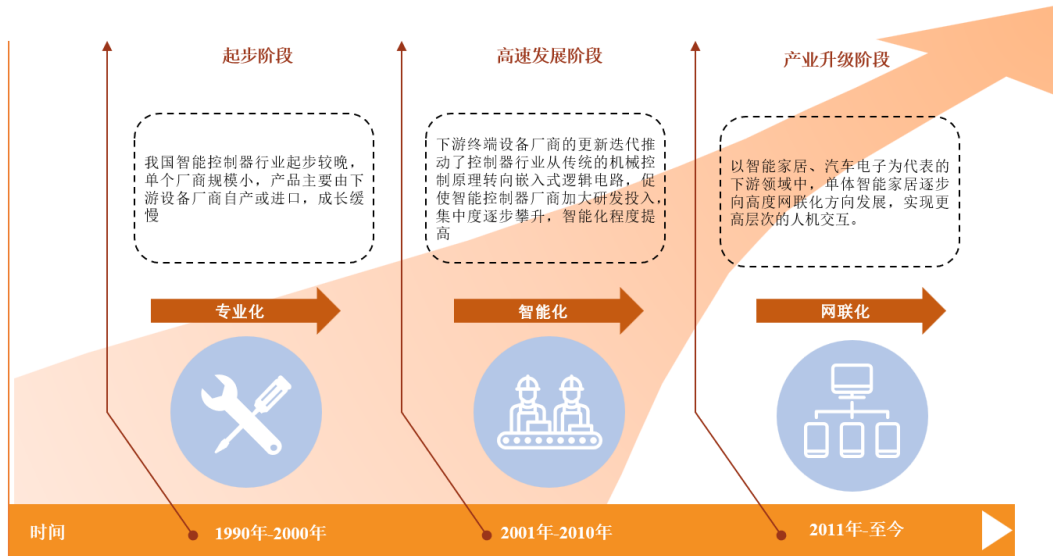 起步阶段
我国智能控制器行业起步较晚，
单个厂商规模小，产品主要由下
游设备厂商自产或进口，成长缓
慢
专业化
1990年-2000年
高速发展阶段
下游终端设备厂商的更新迭代推
动了控制器行业从传统的机械控
制原理转向嵌入式逻辑电路，促
使智能控制器厂商加大研发投入，
集中度逐步攀升，智能化程度提
高
智能化
2001年-2010年
产业升级阶段
以智能家居、汽车电子为代表的
下游领域中，单体智能家居逐步
向高度网联化方向发展，实现更
高层次的人机交互。
网联化
2011年-至今
时间